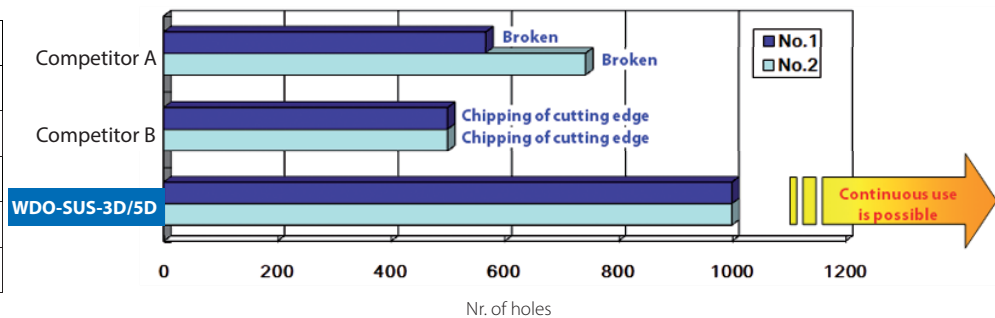 Competitor A
Broken
Broken
No.1
No.2
Competitor B
Chipping of cutting edge
Chipping of cutting edge
WDO-SUS-3D/5D
Continuous use
is possible
0 200 400 600 800 1000 1200
Nr. of holes